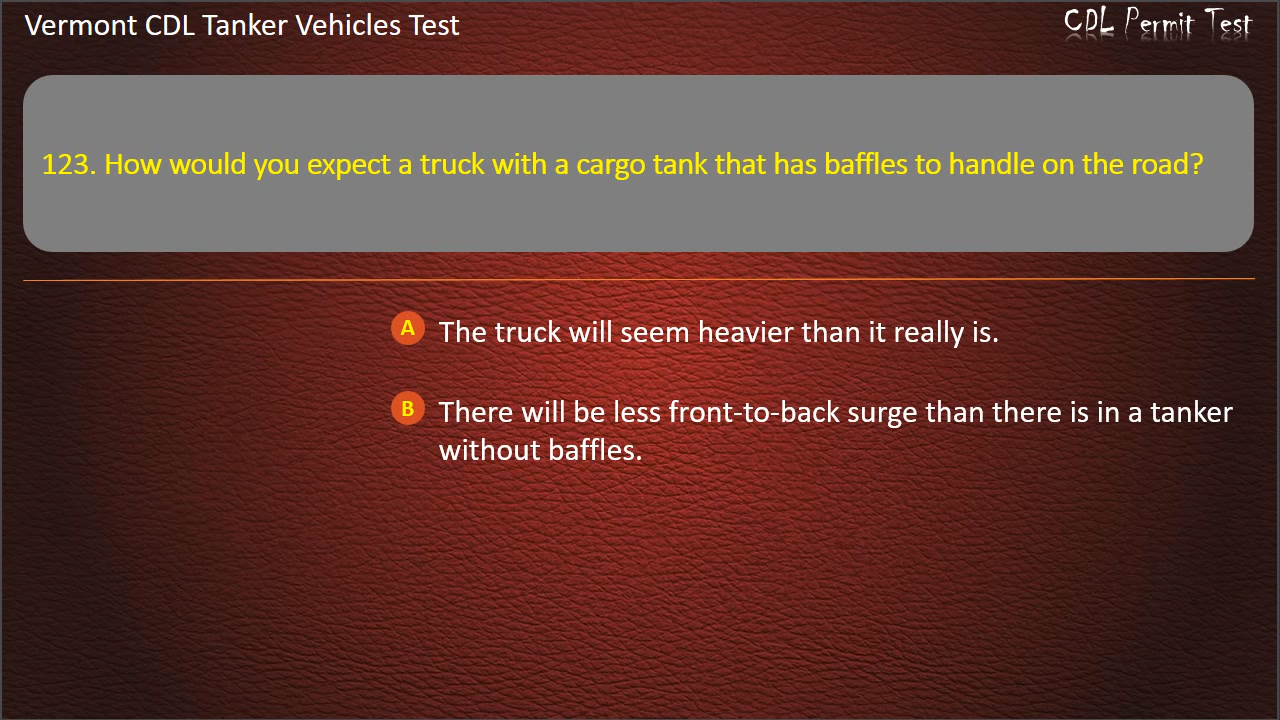 Vermont CDL Tanker Vehicles Test
CDL Permit Test
123. How would you expect a truck with a cargo tank that has baffles to handle on the road?
A The truck will seem heavier than it really is.
B There will be less front-to-back surge than there is in a tanker
without baffles.